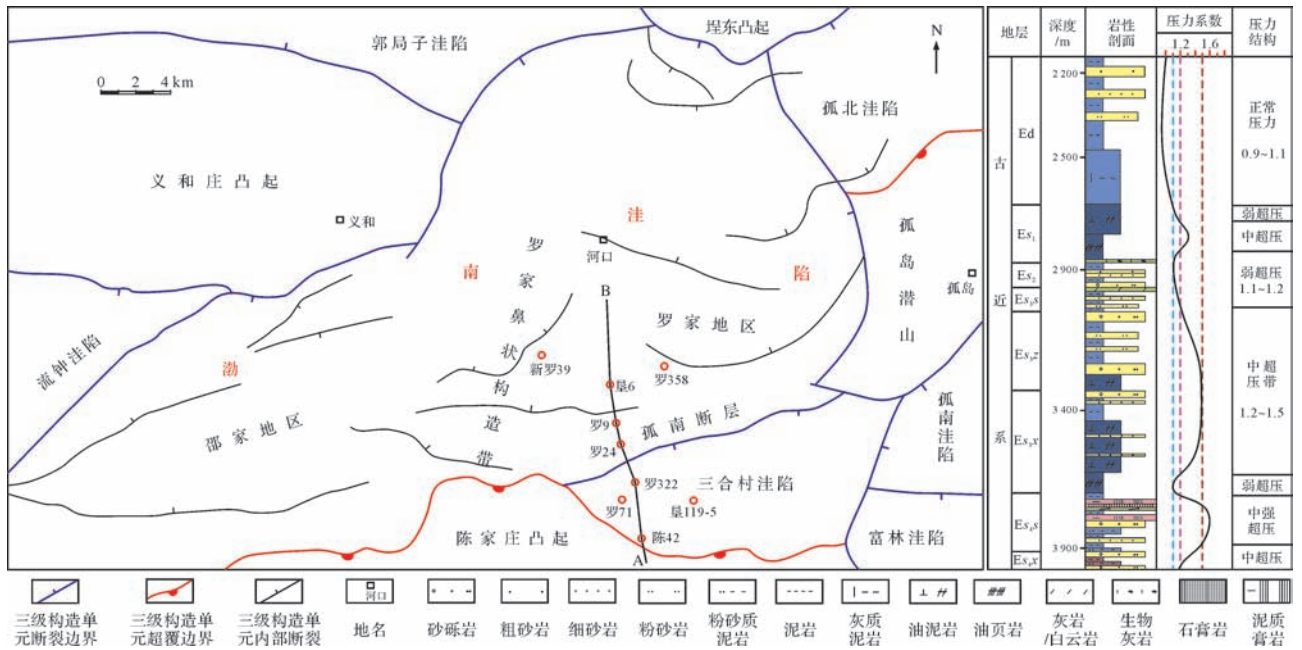 郭局子洼陷
埕东凸起
N
0 2 4 km
孤北洼陷
义和庄凸起
义和
洼
河口
罗家鼻状构造带
南
陷
孤岛潜山
孤岛
B
罗家地区
流钟洼陷
渤
新罗39
罗358
垦6
邵家地区
罗9
孤南断层
孤南洼陷
罗24
罗322
三合村洼陷
罗71
垦119-5
陈家庄凸起
陈42
富林洼陷
A
地层
深度/m
岩性剖面
压力系数
1.2 1.6
压力结构
古近系
Ed
Es₁
Es₂
Es₃s
Es₃z
Es₃x
Es₄s
Es₄x
2 200
2 500
2 900
3 400
3 900
正常压力
0.9~1.1
弱超压
中超压
弱超压
1.1~1.2
中超压带
1.2~1.5
弱超压
中强超压
中超压
三级构造单元断裂边界
三级构造单元超覆边界
三级构造单元内部断裂
河口
地名
砂砾岩
粗砂岩
细砂岩
粉砂岩
粉砂质泥岩
泥岩
灰质泥岩
油泥岩
油页岩
灰岩/白云岩
生物灰岩
石膏岩
泥质膏岩